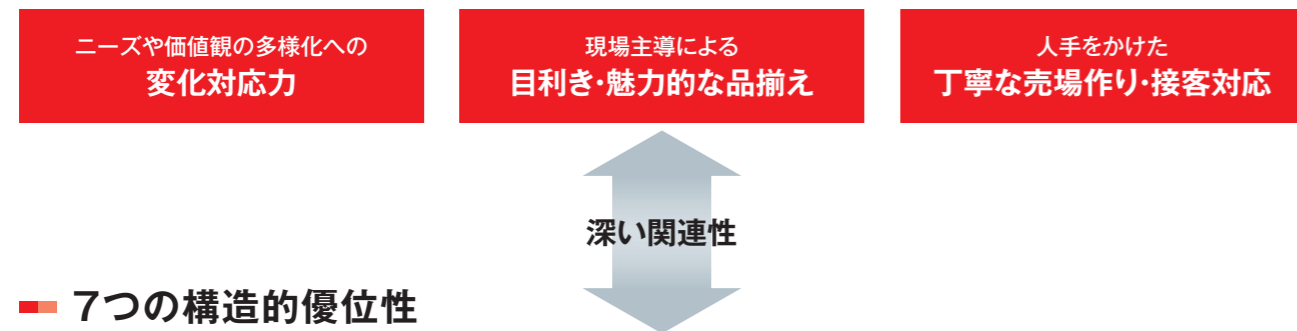 ニーズや価値観の多様化への
変化対応力
現場主導による
目利き・魅力的な品揃え
人手をかけた
丁寧な売場作り・接客対応
深い関連性
7つの構造的優位性